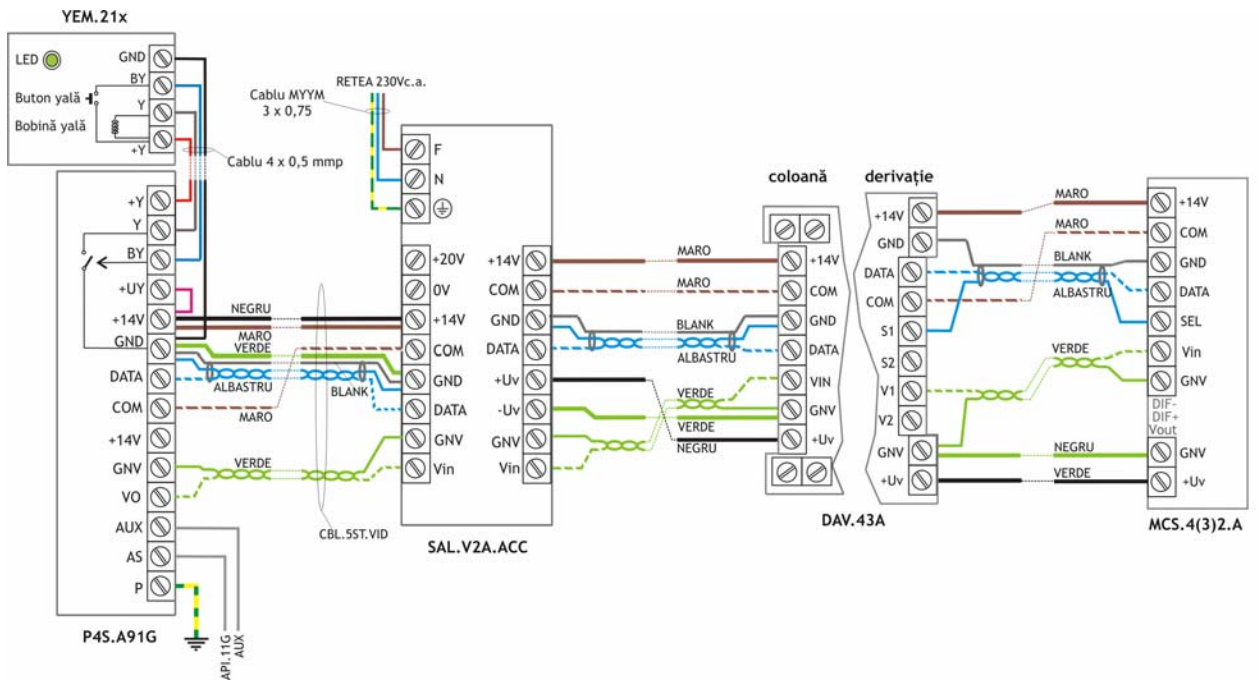 YEM.21x
LED
GND
BY
Buton yală
Y
Bobină yală
+Y
Cablu 4 x 0,5 mmp
RETEA 230Vc.a.
Cablu MYYM
3 x 0,75
F
N
+Y
Y
BY
+UY
+14V
GND
DATA
COM
+14V
GNV
VO
AUX
AS
P
P4S.A91G
API.11G
AUX
NEGRU
MARO
VERDE
ALBASTRU
BLANK
MARO
VERDE
CBL.5ST.VID
+20V
0V
+14V
COM
GND
DATA
GNV
Vin
+14V
COM
GND
DATA
+Uv
-Uv
GNV
Vin
SAL.V2A.ACC
MARO
MARO
BLANK
ALBASTRU
VERDE
VERDE
NEGRU
coloană
+14V
COM
GND
DATA
VIN
GNV
+Uv
derivație
+14V
GND
DATA
COM
S1
S2
V1
V2
GNV
+Uv
DAV.43A
MARO
MARO
BLANK
ALBASTRU
VERDE
NEGRU
VERDE
+14V
COM
GND
DATA
SEL
Vin
GNV
DIF-
DIF+
Vout
GNV
+Uv
MCS.4(3)2.A